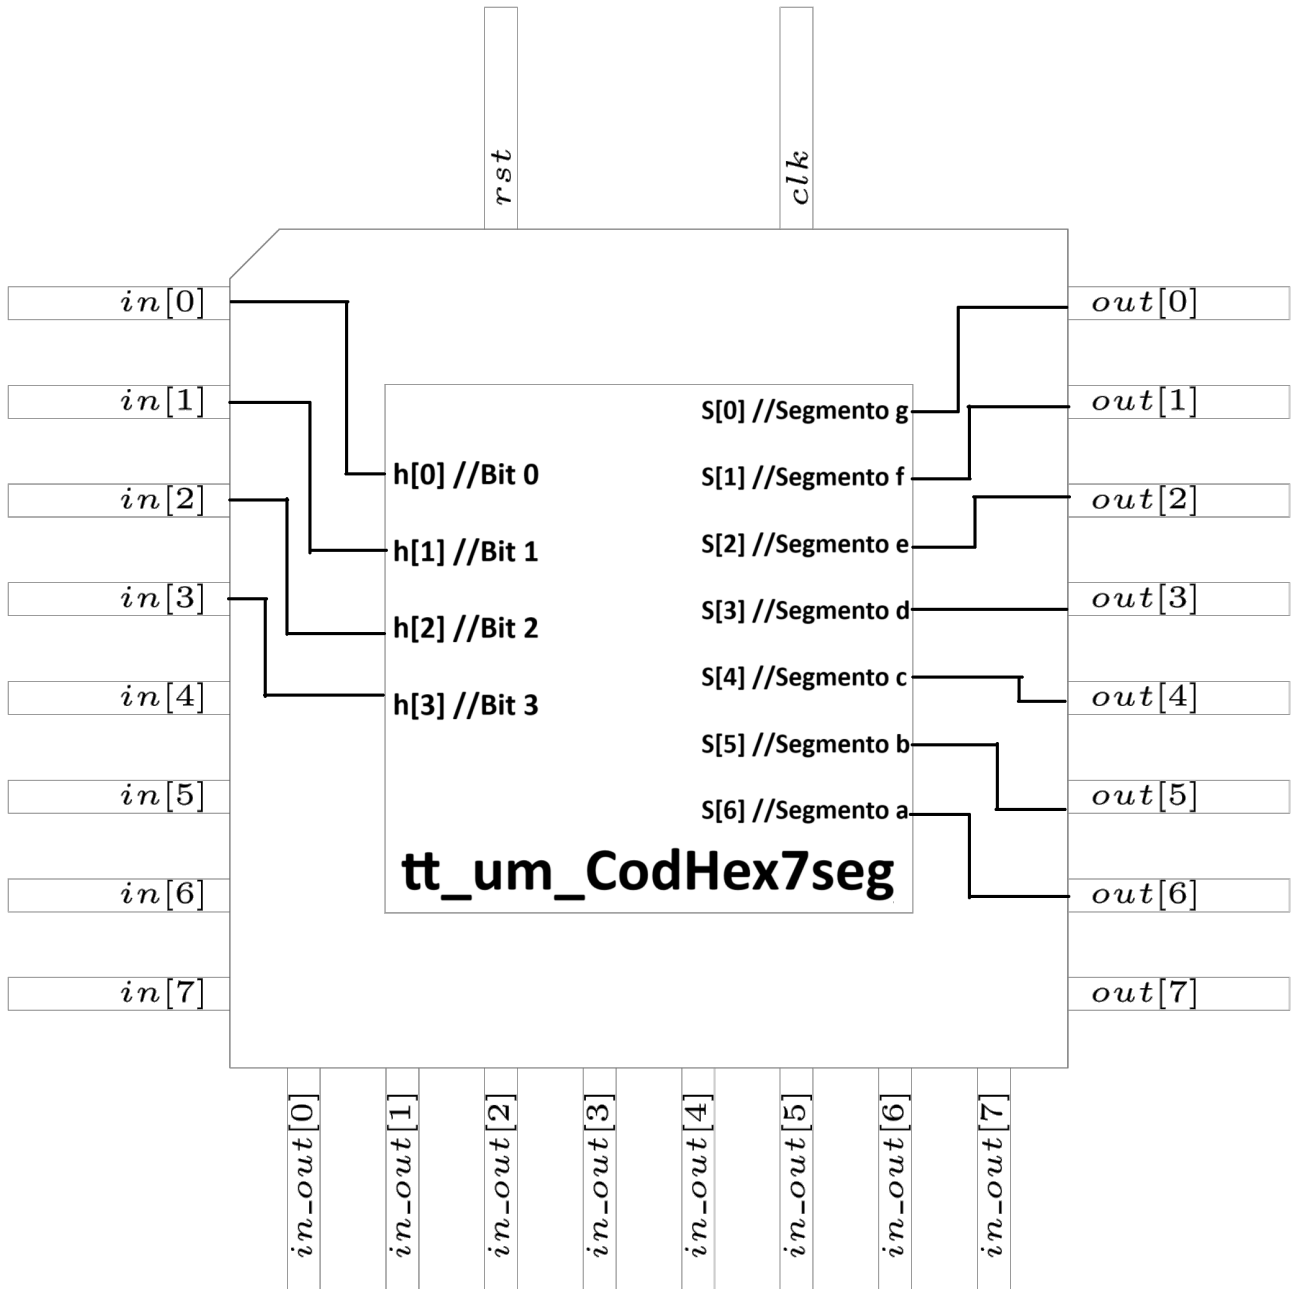 rst
clk
in[0]
in[1]
in[2]
in[3]
in[4]
in[5]
in[6]
in[7]
h[0] //Bit 0
h[1] //Bit 1
h[2] //Bit 2
h[3] //Bit 3
S[0] //Segmento g
S[1] //Segmento f
S[2] //Segmento e
S[3] //Segmento d
S[4] //Segmento c
S[5] //Segmento b
S[6] //Segmento a
tt_um_CodHex7seg
out[0]
out[1]
out[2]
out[3]
out[4]
out[5]
out[6]
out[7]
in_out[0]
in_out[1]
in_out[2]
in_out[3]
in_out[4]
in_out[5]
in_out[6]
in_out[7]